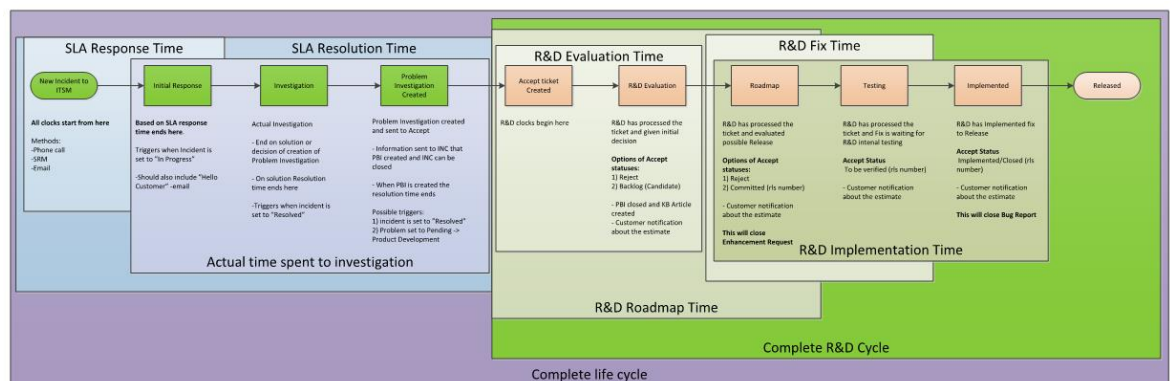 SLA Response Time
SLA Resolution Time
R&D Evaluation Time
R&D Fix Time
New Incident to
ITSM
Initial Response
Investigation
Problem
Investigation
Created
Accept ticket
Created
R&D Evaluation
Roadmap
Testing
Implemented
Released
All clocks start from here
Methods:
-Phone call
-SRM
-Email
Based on SLA response
time ends here.
Triggers when Incident is
set to "In Progress"
-Should also include "Hello
Customer" -email
Actual Investigation
- End on solution or
decision of creation of
Problem Investigation
- On solution Resolution
time ends here
-Triggers when incident is
set to "Resolved"
Problem Investigation created
and sent to Accept
- Information sent to INC that
PBI created and INC can be
closed
- When PBI is created the
resolution time ends
Possible triggers:
1) incident is set to "Resolved"
2) Problem set to Pending ->
Product Development
R&D clocks begin here
R&D has processed the
ticket and given initial
decision
Options of Accept
statuses:
1) Reject
2) Backlog (Candidate)
- PBI closed and KB Article
created
- Customer notification
about the estimate
R&D has processed the
ticket and evaluated
possible Release
Options of Accept
statuses:
1) Reject
2) Committed (rls number)
- Customer notification
about the estimate
This will close
Enhancement Request
R&D has processed the
ticket and Fix is waiting for
R&D intenal testing
Accept Status
To be verified (rls number)
- Customer notification
about the estimate
R&D has Implemented fix
to Release
Accept Status
Implemented/Closed (rls
number)
- Customer notification
about the estimate
This will close Bug Report
Actual time spent to investigation
R&D Implementation Time
R&D Roadmap Time
Complete R&D Cycle
Complete life cycle